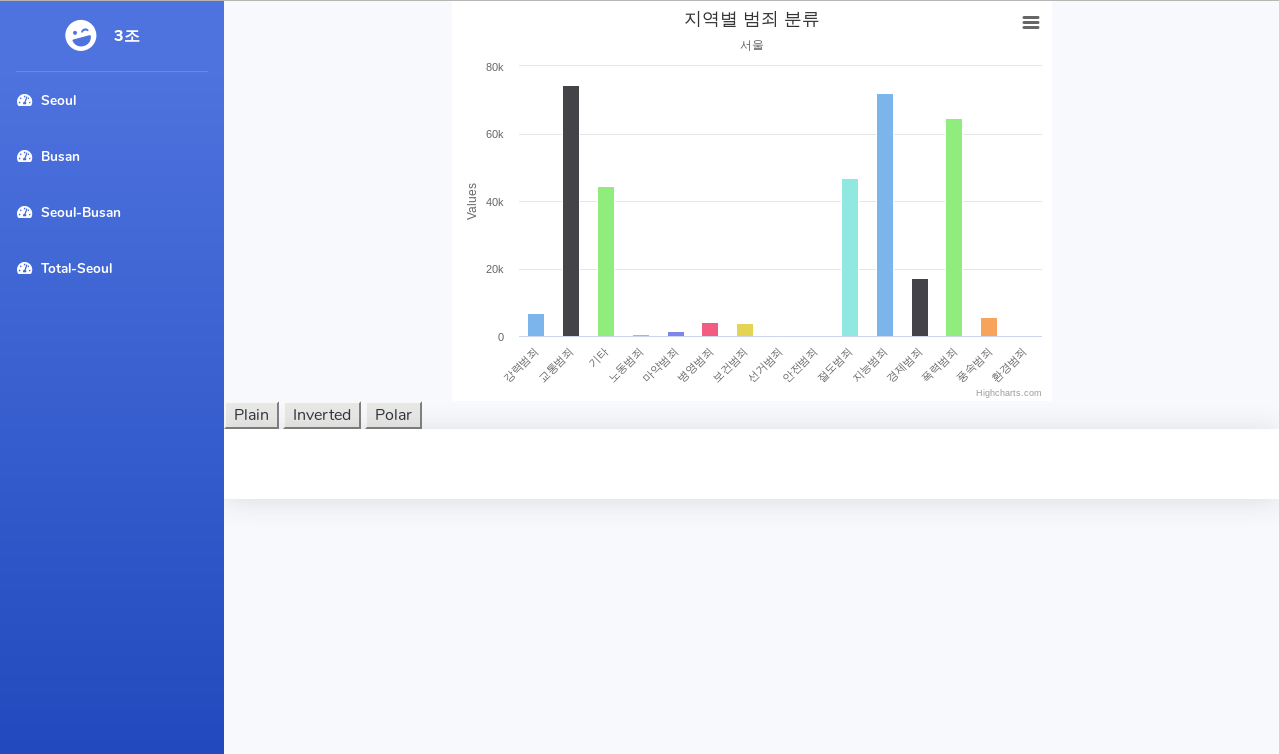 3조
Seoul
Busan
Seoul-Busan
Total-Seoul
지역별 범죄 분류
서울
Values
80k
60k
40k
20k
0
강력범죄
교통범죄
기타
노동범죄
마약범죄
병영범죄
보건범죄
선거범죄
안전범죄
절도범죄
지능범죄
경제범죄
폭력범죄
풍속범죄
환경범죄
Highcharts.com
Plain Inverted Polar